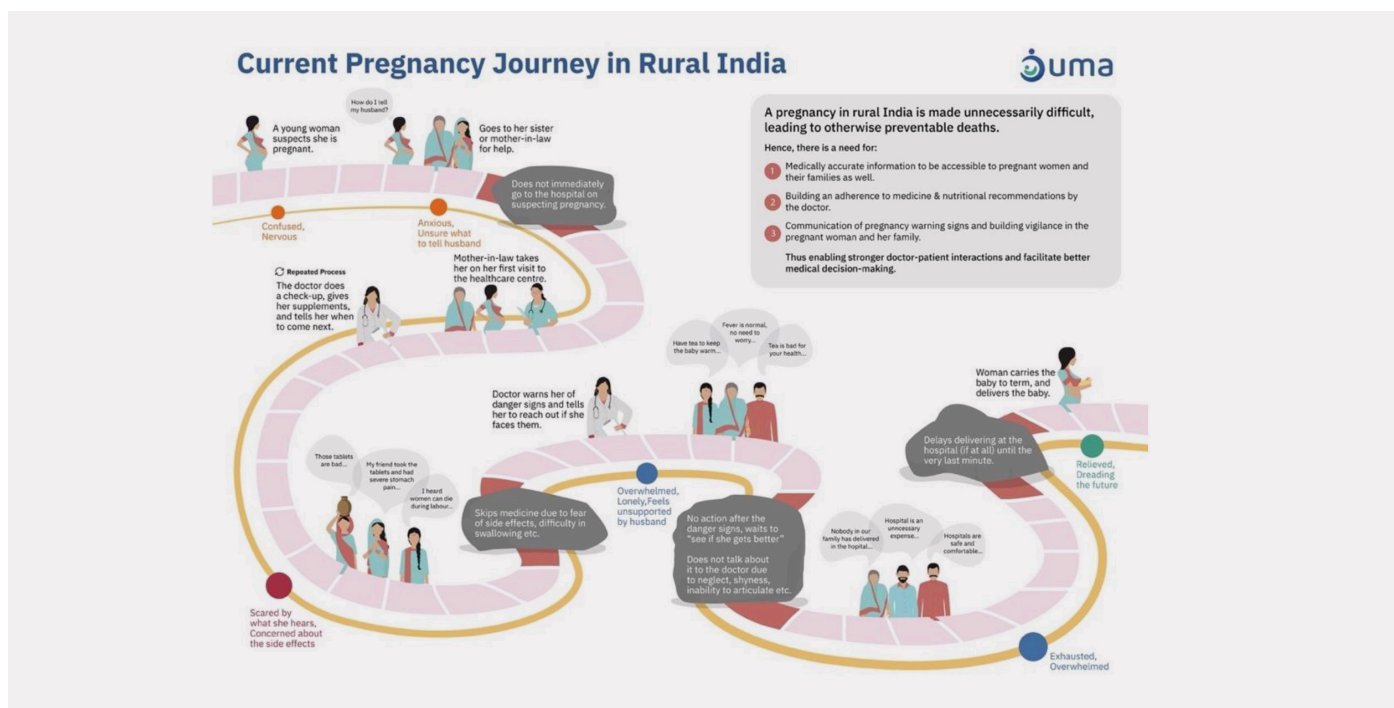 Current Pregnancy Journey in Rural India
uma
A pregnancy in rural India is made unnecessarily difficult,
leading to otherwise preventable deaths.
Hence, there is a need for:
1 Medically accurate information to be accessible to pregnant women and
their families as well.
2 Building an adherence to medicine & nutritional recommendations by
the doctor.
3 Communication of pregnancy warning signs and building vigilance in the
pregnant woman and her family.
Thus enabling stronger doctor-patient interactions and facilitate better
medical decision-making.
A young woman
suspects she is
pregnant.
How do I tell
my husband?
Goes to her sister
or mother-in-law
for help.
Does not immediately
go to the hospital on
suspecting pregnancy.
Confused,
Nervous
Anxious,
Unsure what
to tell husband
Mother-in-law takes
her on her first visit to
the healthcare centre.
Repeated Process
The doctor does
a check-up, gives
her supplements,
and tells her when
to come next.
Those tablets
are bad...
My friend took the
tablets and had
severe stomach
pain...
I heard
women can die
during labour...
Scared by
what she hears,
Concerned about
the side effects
Skips medicine due to fear
of side effects, difficulty in
swallowing etc.
Doctor warns her of
danger signs and tells
her to reach out if she
faces them.
Overwhelmed,
Lonely,Feels
unsupported
by husband
Have tea to keep
the baby warm...
Fever is normal,
no need to
worry...
Tea is bad for
your health...
No action after the
danger signs, waits to
"see if she gets better"
Does not talk about
it to the doctor due
to neglect, shyness,
inability to articulate etc.
Nobody in our
family has delivered
in the hopital...
Hospital is an
unncessary
expense...
Hospitals are
safe and
comfortable...
Exhausted,
Overwhelmed
Delays delivering at the
hospital (if at all) until the
very last minute.
Woman carries the
baby to term, and
delivers the baby.
Relieved,
Dreading
the future